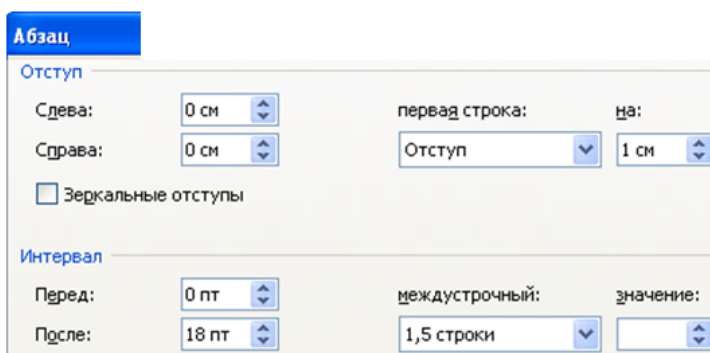 Абзац
Отступ
Слева: 0 см первая строка: на:
Справа: 0 см Отступ 1 см
Зеркальные отступы
Интервал
Перед: 0 пт междустрочный: значение:
После: 18 пт 1,5 строки